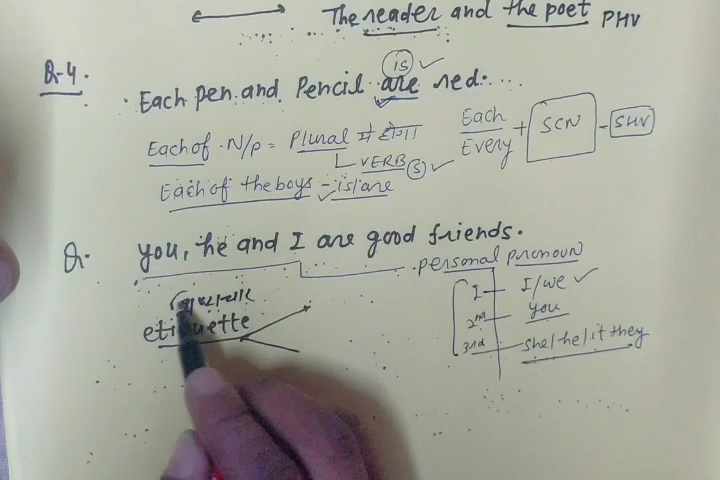 The reader and the poet PHV
Q-4.
is
Each pen and Pencil are red.
Each of . N/P = Plural में होगा
VERB (S)
Each of the boys - is/are
Each
Every + SCN - SHV
Q. You, he and I are good friends.
personal pronoun
1 - I/we
2nd - you
3rd - she/he/it they
etiquette